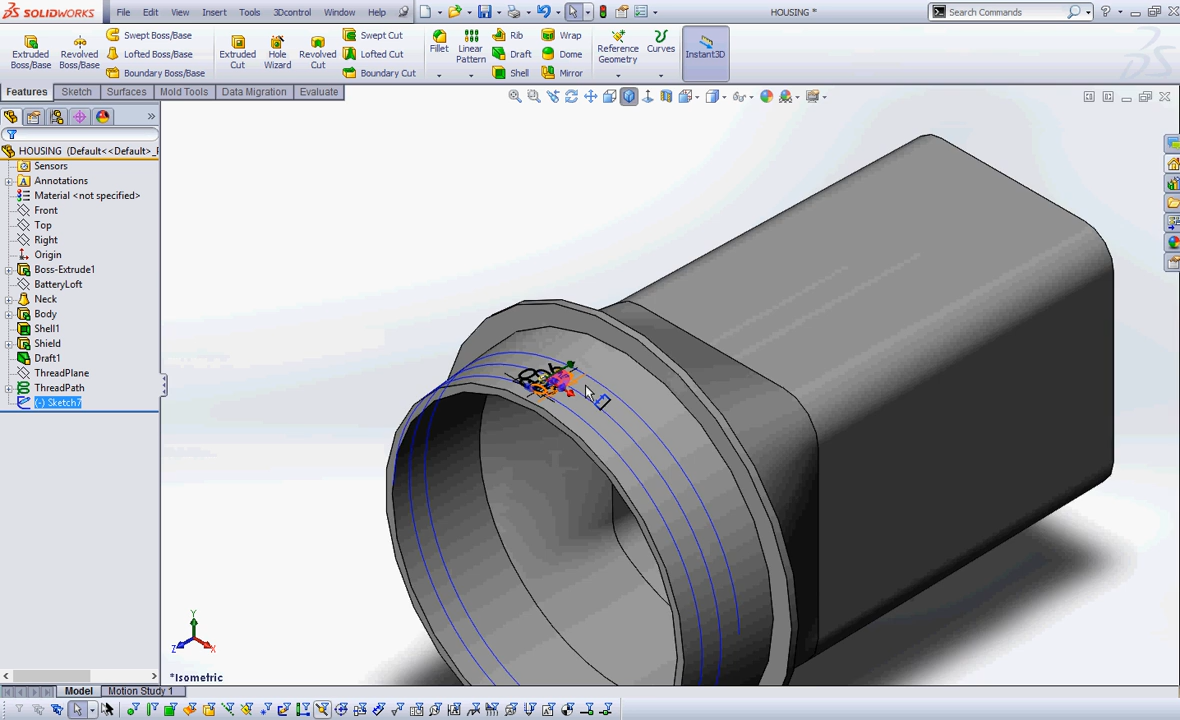 SOLIDWORKS File Edit View Insert Tools 3Dcontrol Window Help HOUSING * Search Commands
Extruded Boss/Base
Revolved Boss/Base
Swept Boss/Base
Lofted Boss/Base
Boundary Boss/Base
Extruded Cut
Hole Wizard
Revolved Cut
Swept Cut
Lofted Cut
Boundary Cut
Fillet
Linear Pattern
Rib
Draft
Shell
Wrap
Dome
Mirror
Reference Geometry
Curves
Instant3D
Features Sketch Surfaces Mold Tools Data Migration Evaluate
HOUSING (Default<<Default>_
Sensors
Annotations
Material <not specified>
Front
Top
Right
Origin
Boss-Extrude1
BatteryLoft
Neck
Body
Shell1
Shield
Draft1
ThreadPlane
ThreadPath
(-) Sketch7
Y
Z
X
*Isometric
Model Motion Study 1